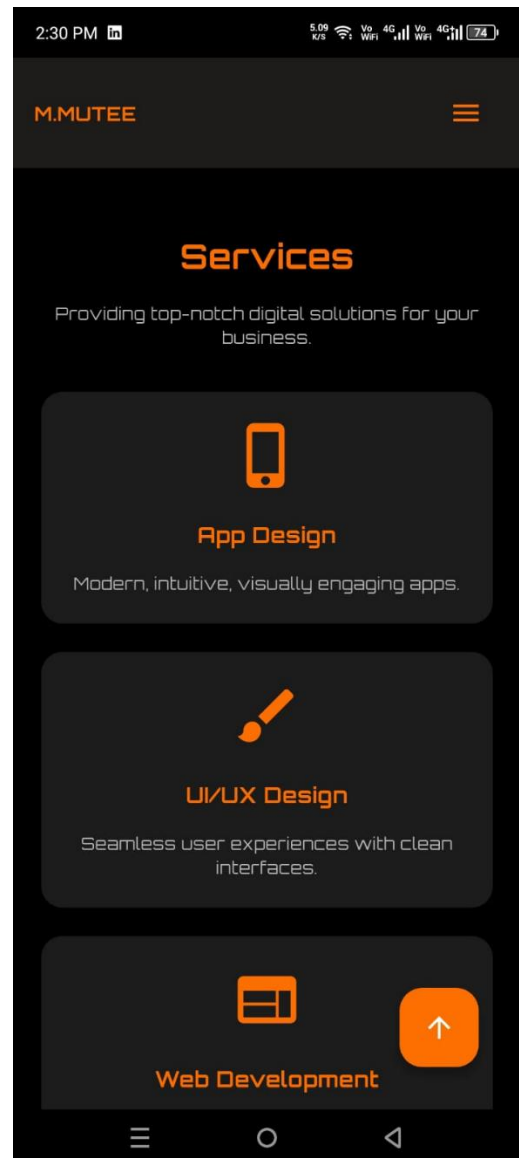 2:30 PM in 5.09 K/S Vo WiFi 4G Vo WiFi 4G+ 74
M.MUTEE
Services
Providing top-notch digital solutions for your
business.
App Design
Modern, intuitive, visually engaging apps.
UI/UX Design
Seamless user experiences with clean
interfaces.
Web Development